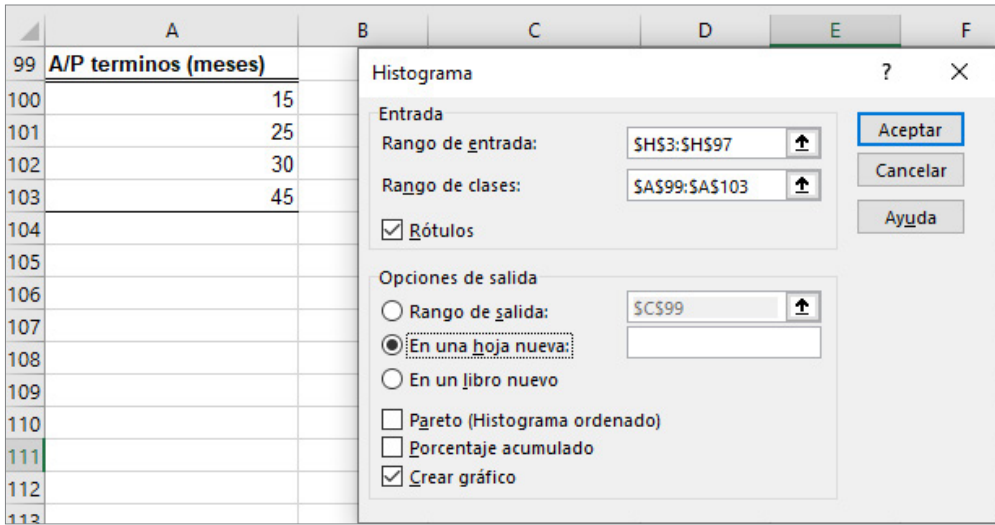 A B C D E F
99 A/P terminos (meses)
100 15
101 25
102 30
103 45
104
105
106
107
108
109
110
111
112
113
Histograma ? ×
Entrada
Rango de entrada: $H$3:$H$97
Rango de clases: $A$99:$A$103
Rótulos
Aceptar
Cancelar
Ayuda
Opciones de salida
Rango de salida: $C$99
En una hoja nueva:
En un libro nuevo
Pareto (Histograma ordenado)
Porcentaje acumulado
Crear gráfico